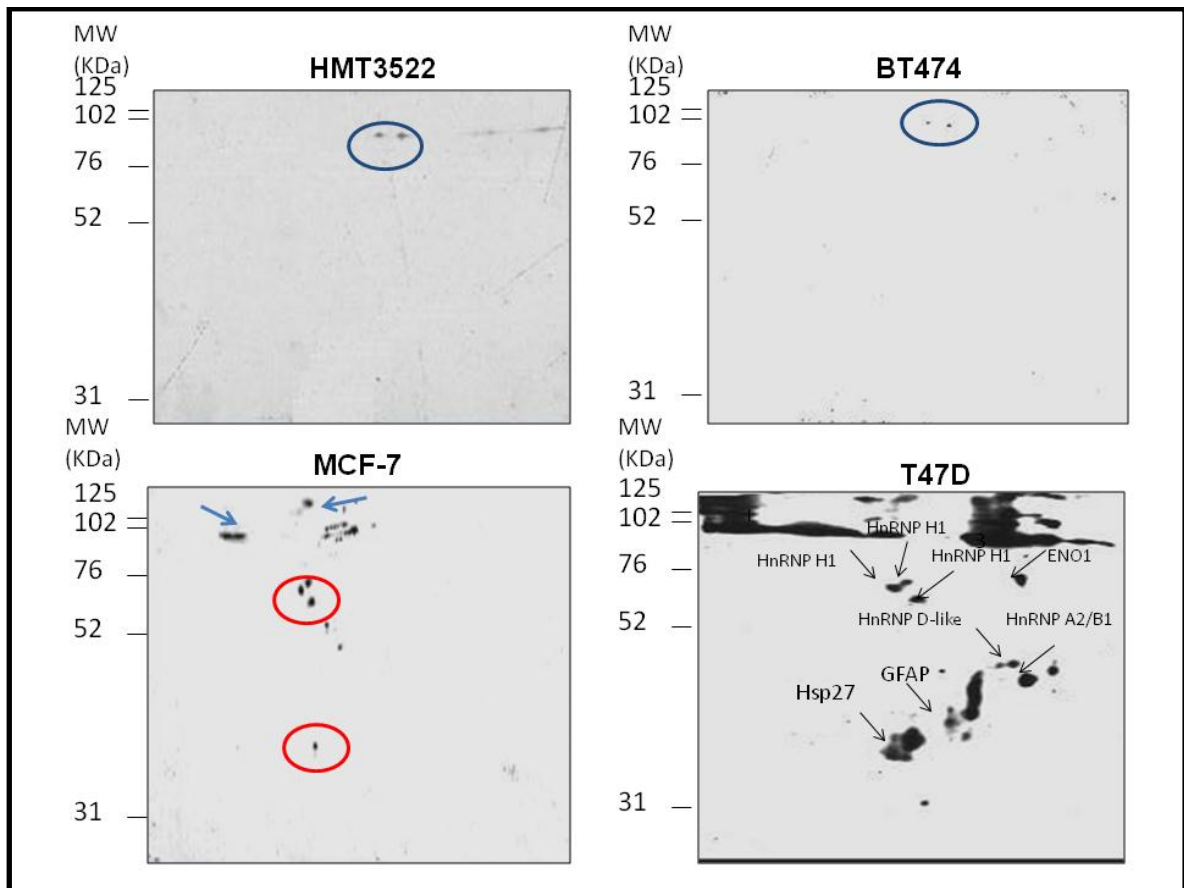 MW
(KDa)
HMT3522
125
102
76
52
31
MW
(KDa)
BT474
125
102
76
52
31
MW
(KDa)
MCF-7
125
102
76
52
31
MW
(KDa)
T47D
125
102
76
52
31
HnRNP H1
HnRNP H1
HnRNP H1
ENO1
HnRNP D-like
HnRNP A2/B1
GFAP
Hsp27
3